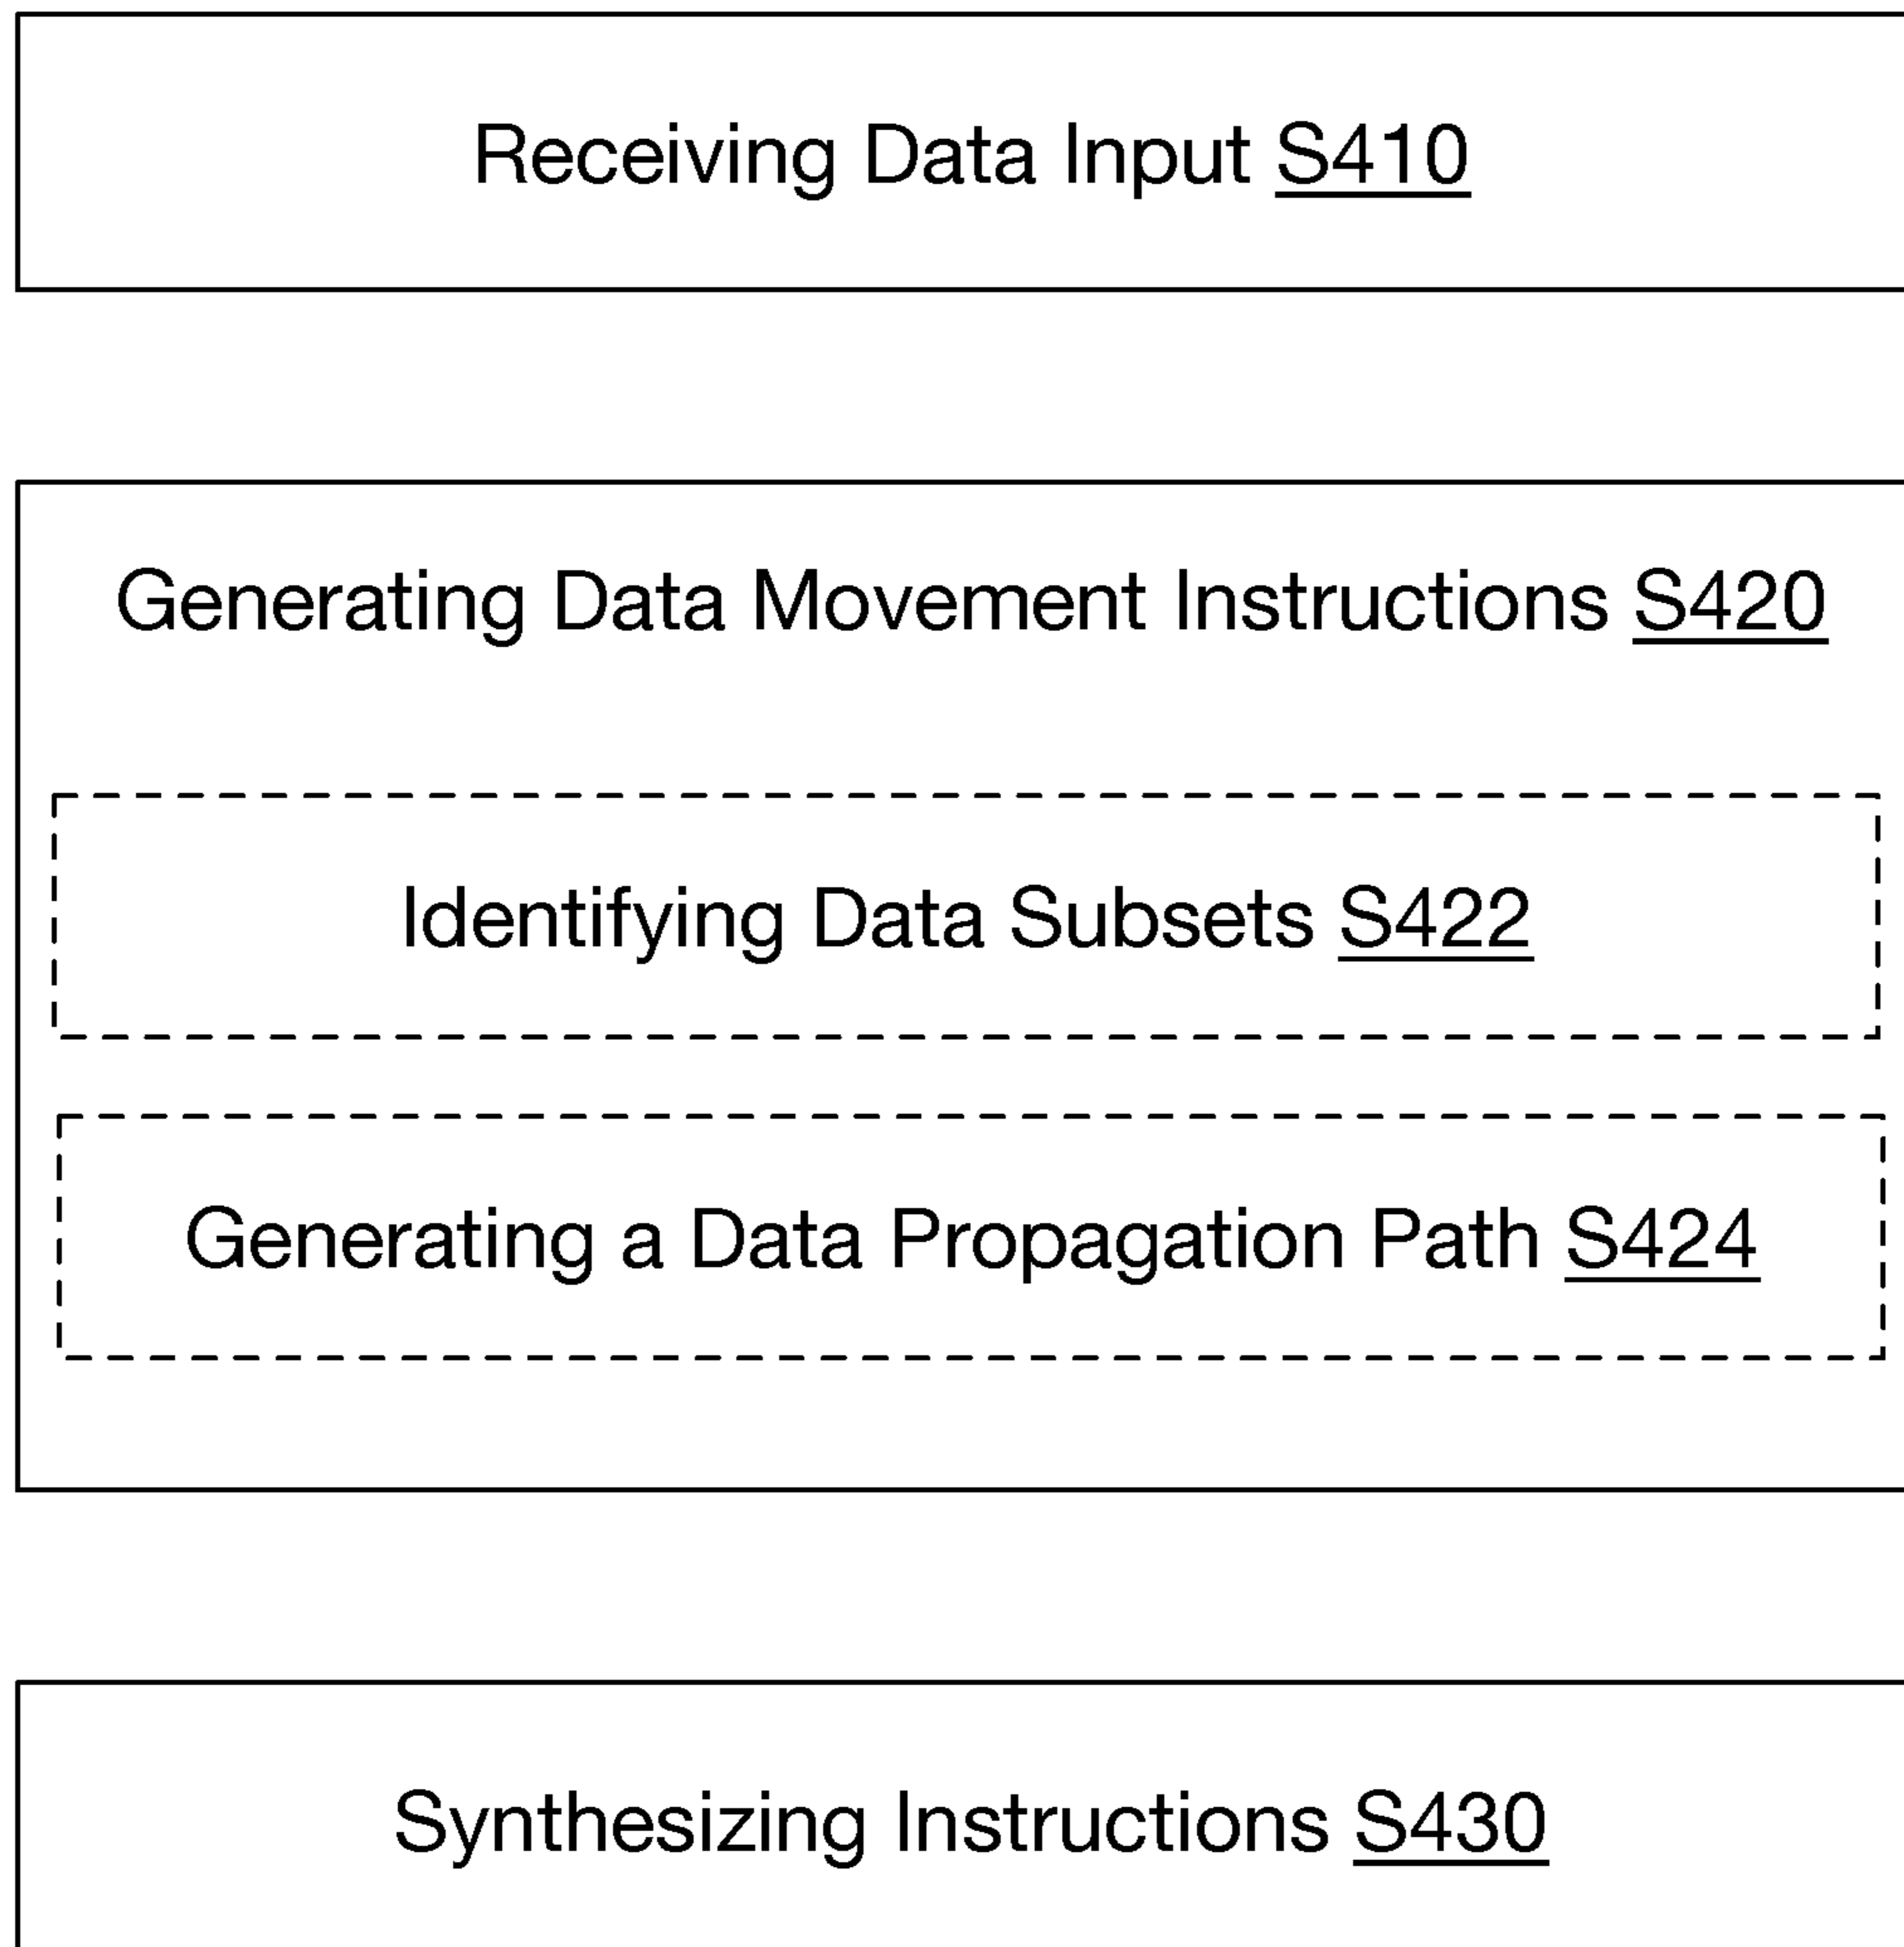 Receiving Data Input S410
Generating Data Movement Instructions S420
Identifying Data Subsets S422
Generating a Data Propagation Path S424
Synthesizing Instructions S430